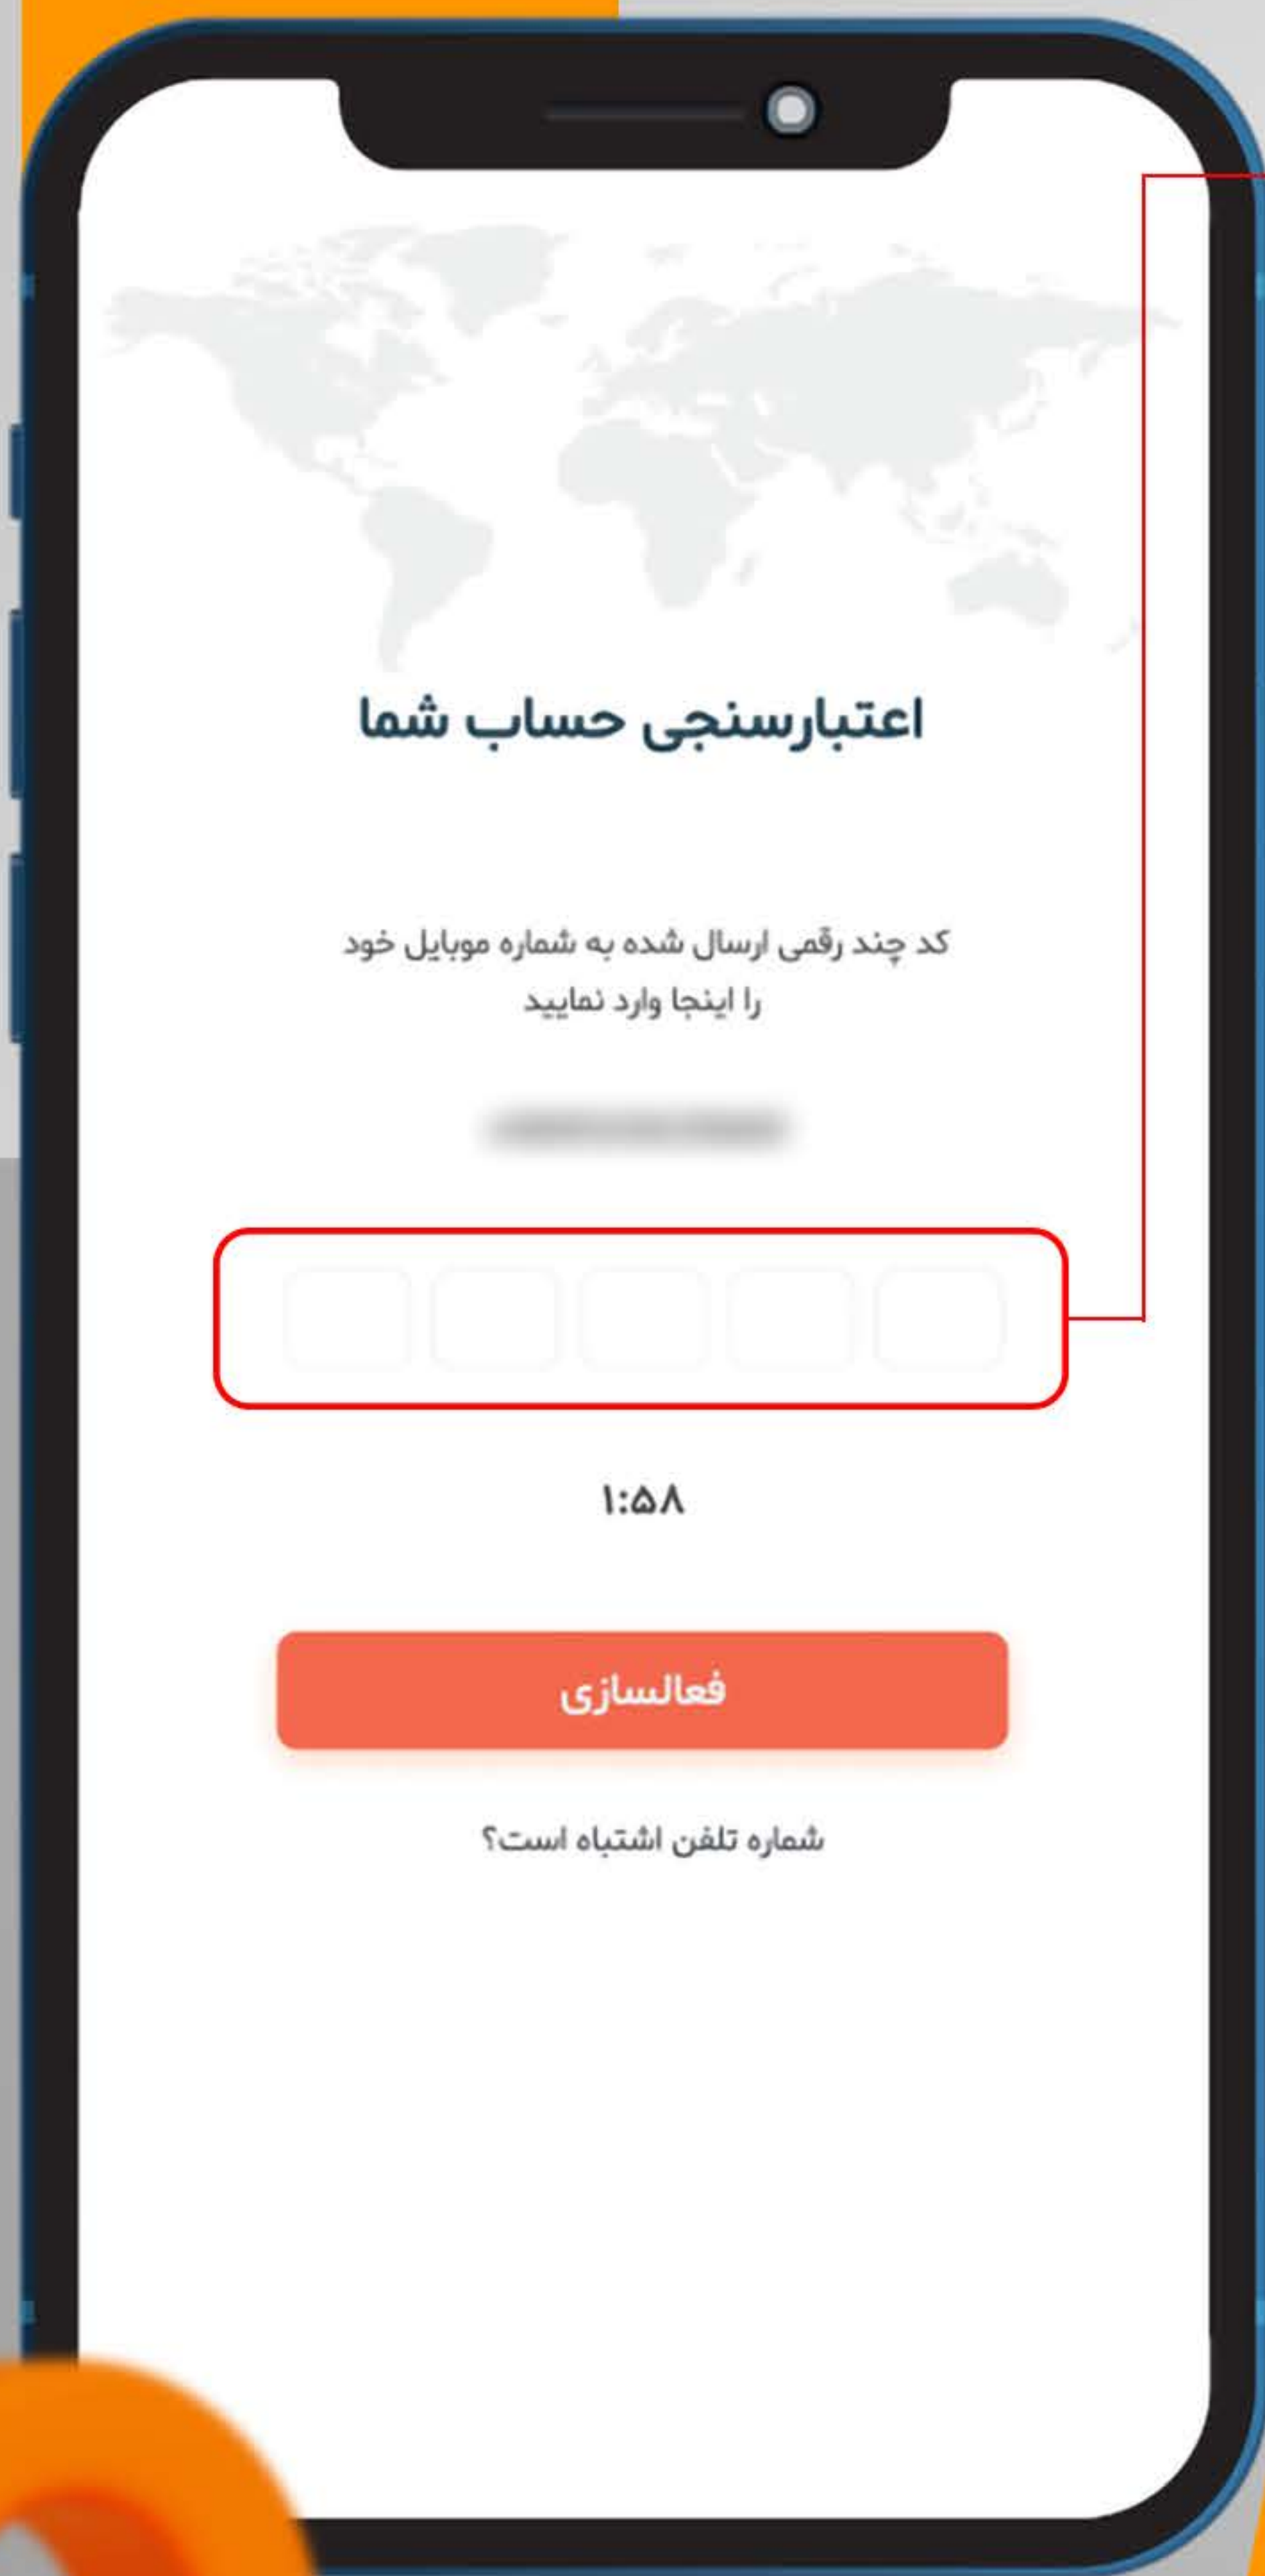 اعتبارسنجی حساب شما
کد چند رقمی ارسال شده به شماره موبایل خود
را اینجا وارد نمایید
۱:۵۸
فعالسازی
شماره تلفن اشتباه است؟